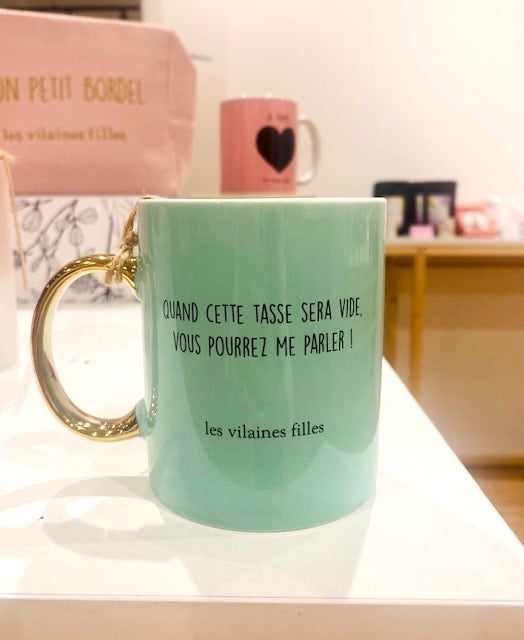 ON PETIT BORDEL
les vilaines filles
QUAND CETTE TASSE SERA VIDE,
VOUS POURREZ ME PARLER !
les vilaines filles